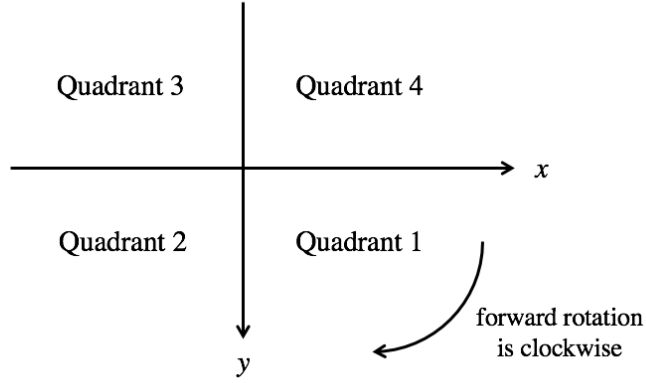 Quadrant 3
Quadrant 4
x
Quadrant 2
Quadrant 1
forward rotation
is clockwise
y